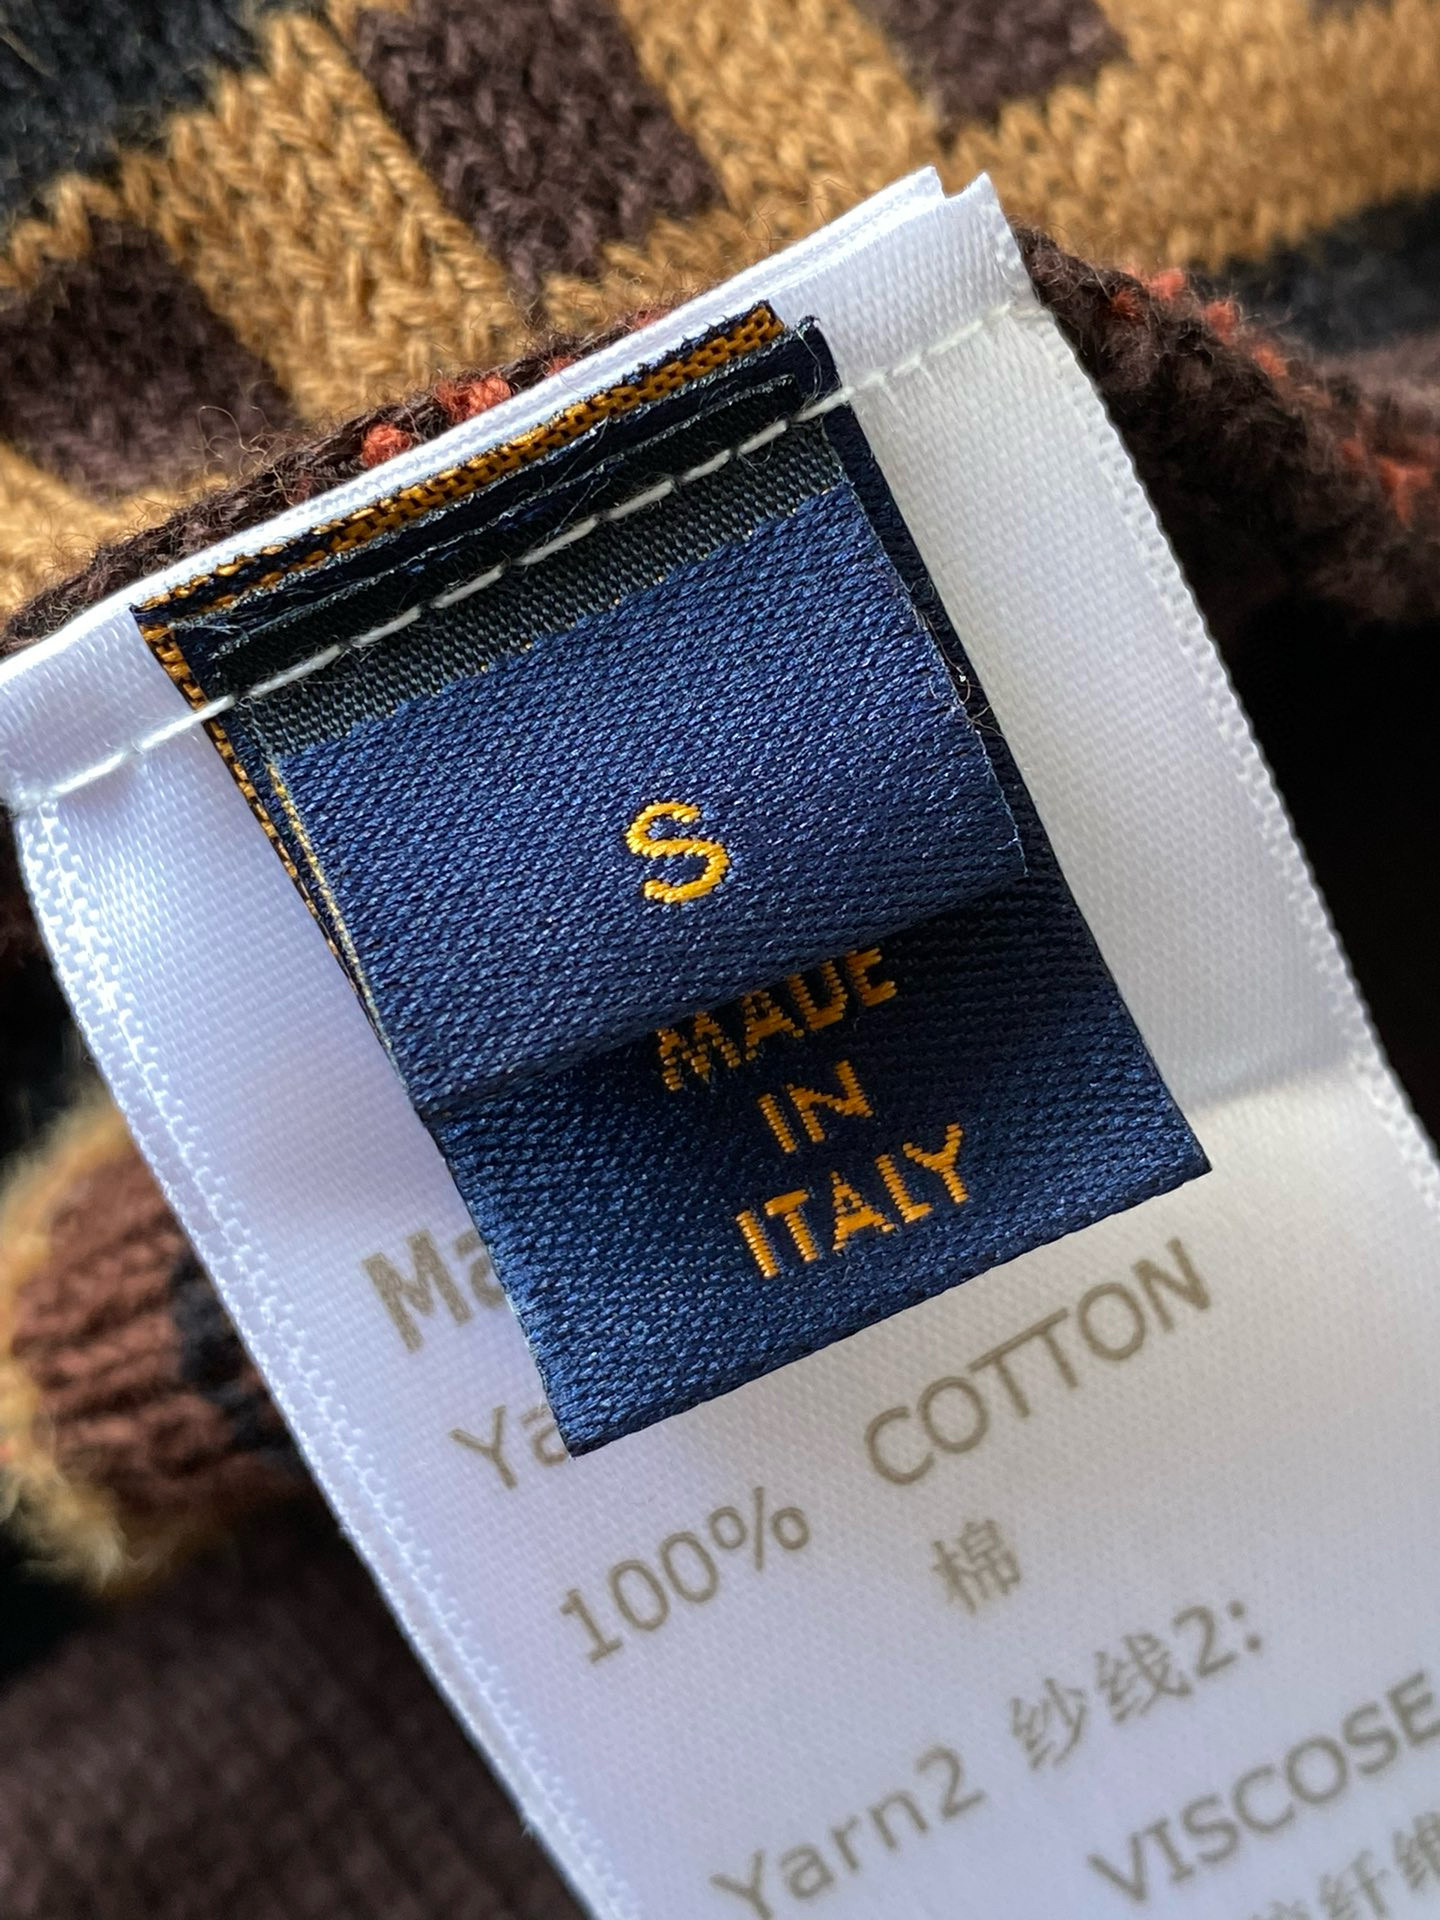 S
MADE
IN
ITALY
100% COTTON
棉
Yarn2 纱线2:
VISCOSE